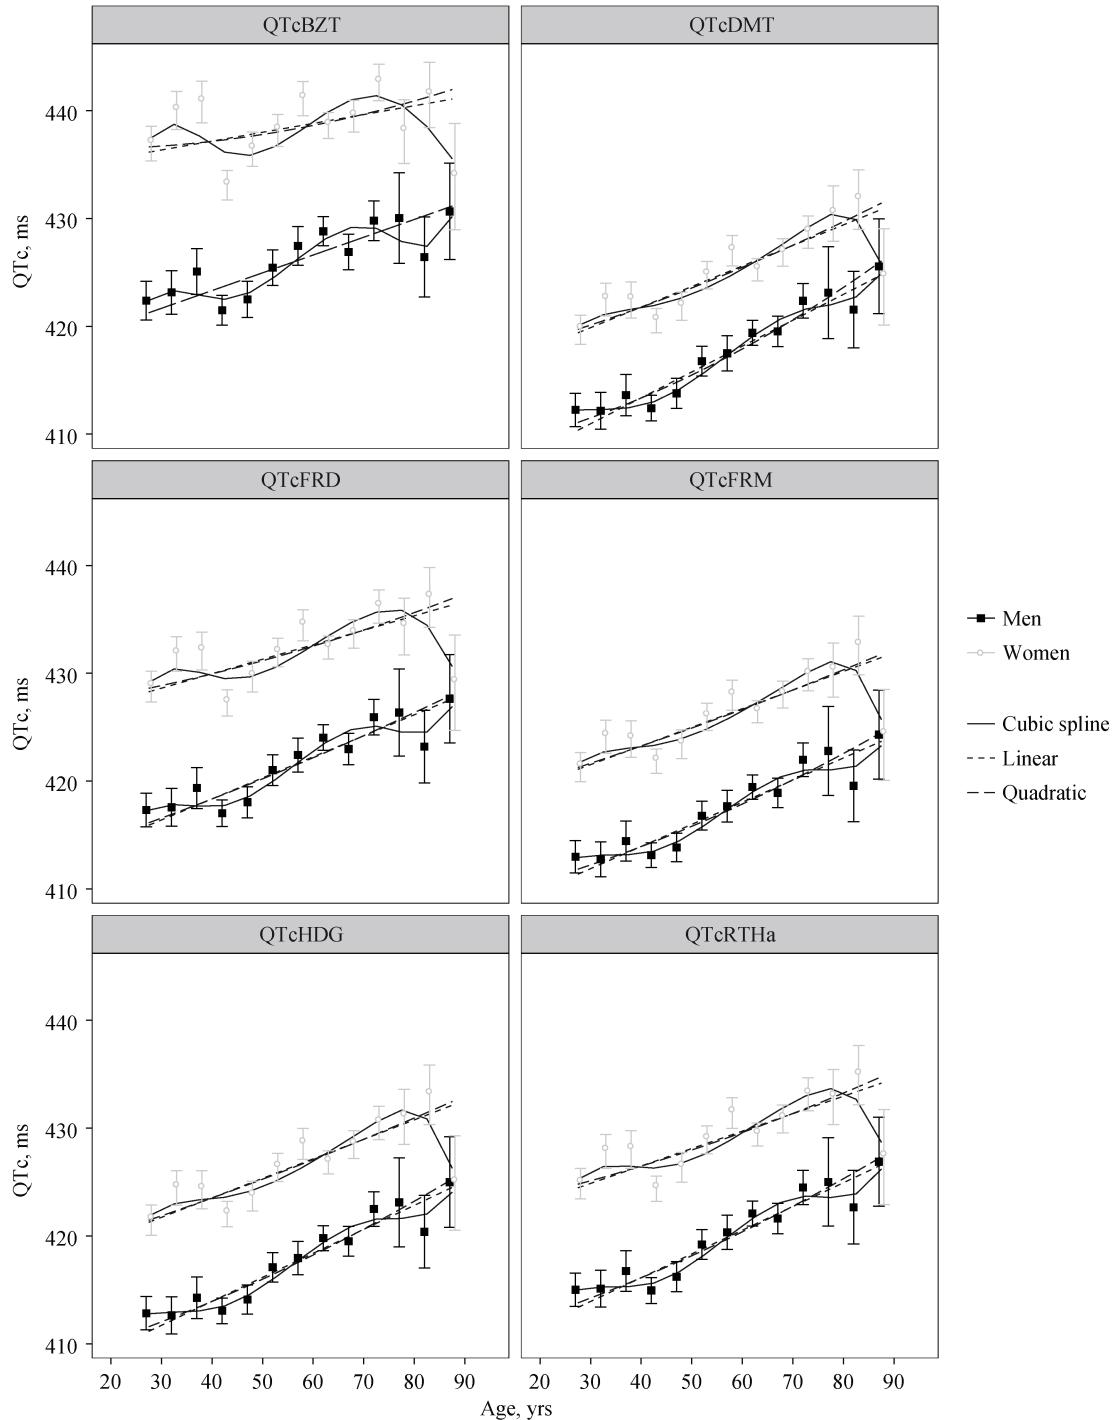 QTcBZT
QTcDMT
440
430
420
410
QTc, ms
QTcFRD
QTcFRM
440
430
420
410
QTc, ms
Men
Women
Cubic spline
Linear
Quadratic
QTcHDG
QTcRTHa
440
430
420
410
QTc, ms
20 30 40 50 60 70 80 90
20 30 40 50 60 70 80 90
Age, yrs